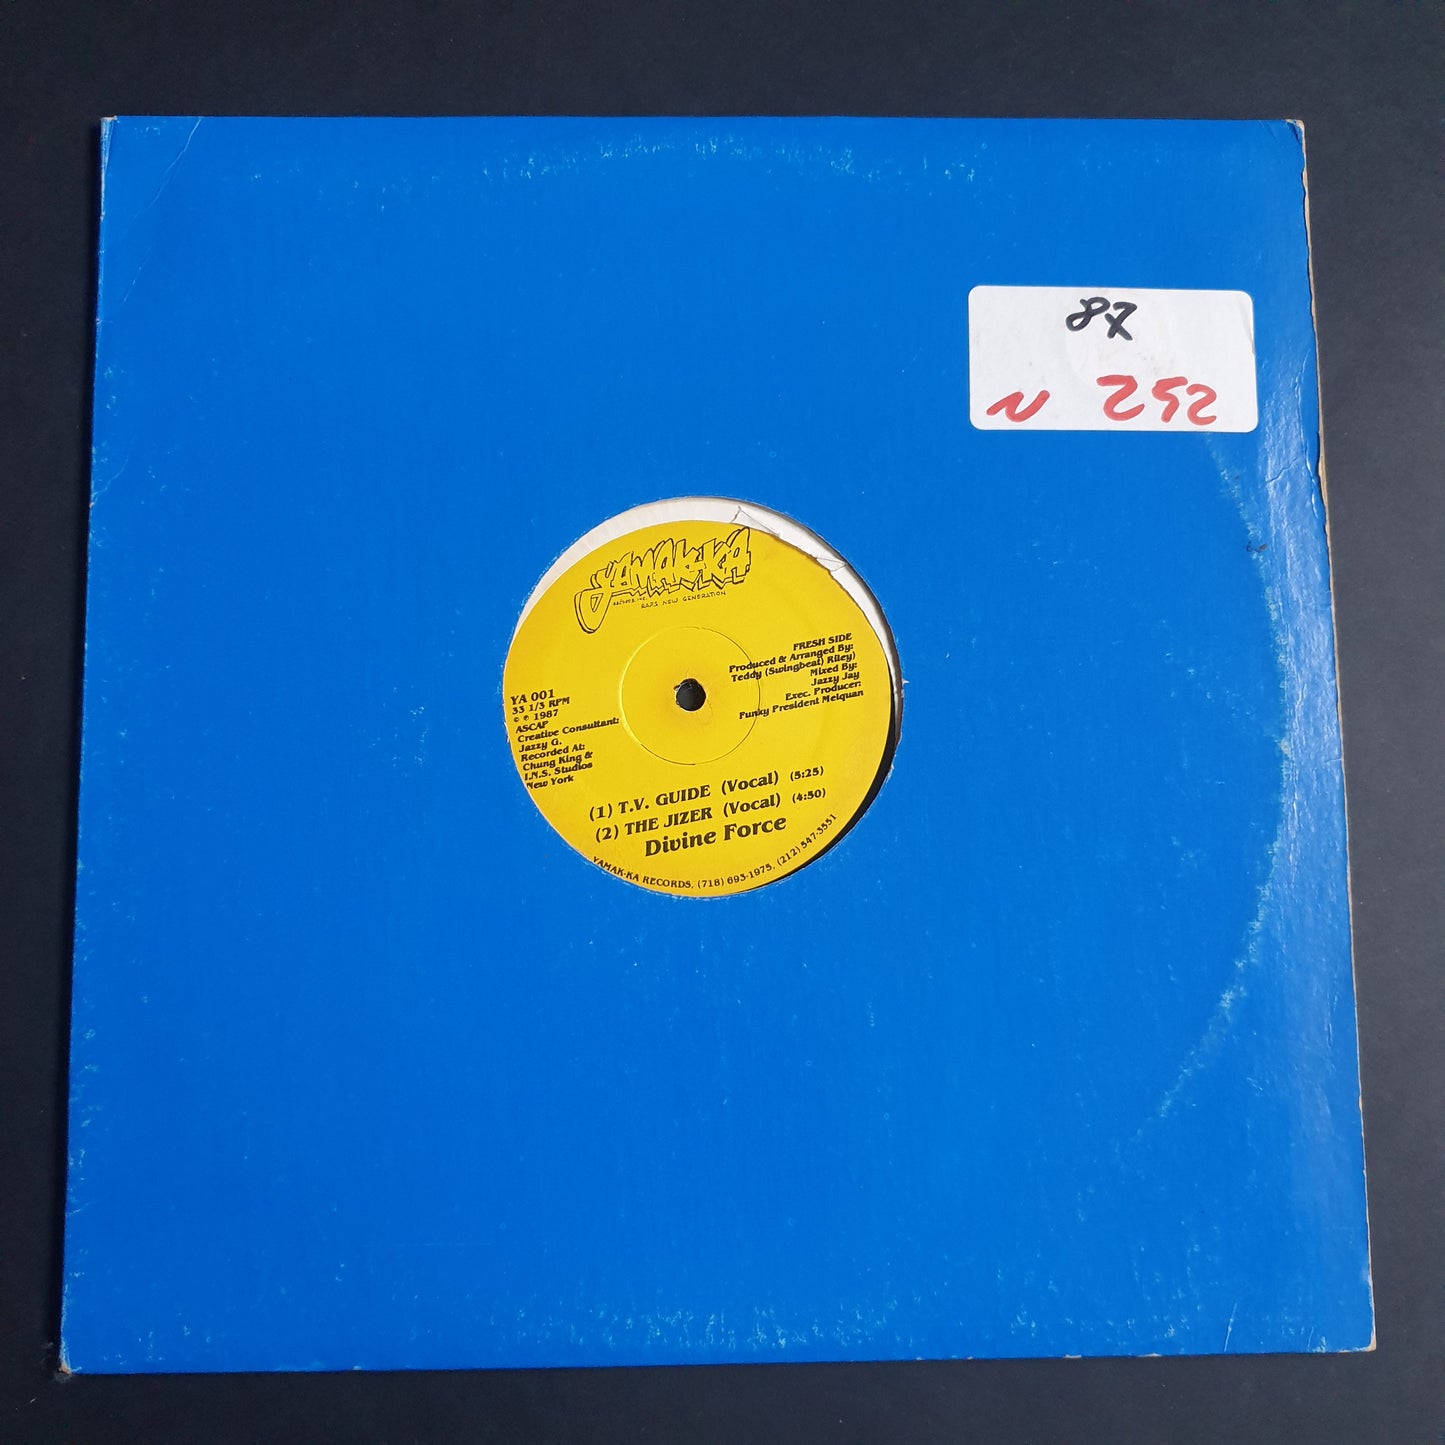 87
N 252
YAMAK-KA
RECORDS INC.
RAPS NEW GENERATION
FRESH SIDE
Produced & Arranged By:
Teddy (Swingbeat) Riley)
Mixed By:
Jazzy Jay
Exec. Producer:
Funky President Melquan
YA 001
33 1/3 RPM
© ℗ 1987
ASCAP
Creative Consultant:
Jazzy G.
Recorded At:
Chung King &
I.N.S. Studios
New York
(1) T.V. GUIDE (Vocal) (5:25)
(2) THE JIZER (Vocal) (4:50)
Divine Force
YAMAK-KA RECORDS, (718) 693-1975, (212) 547-3551